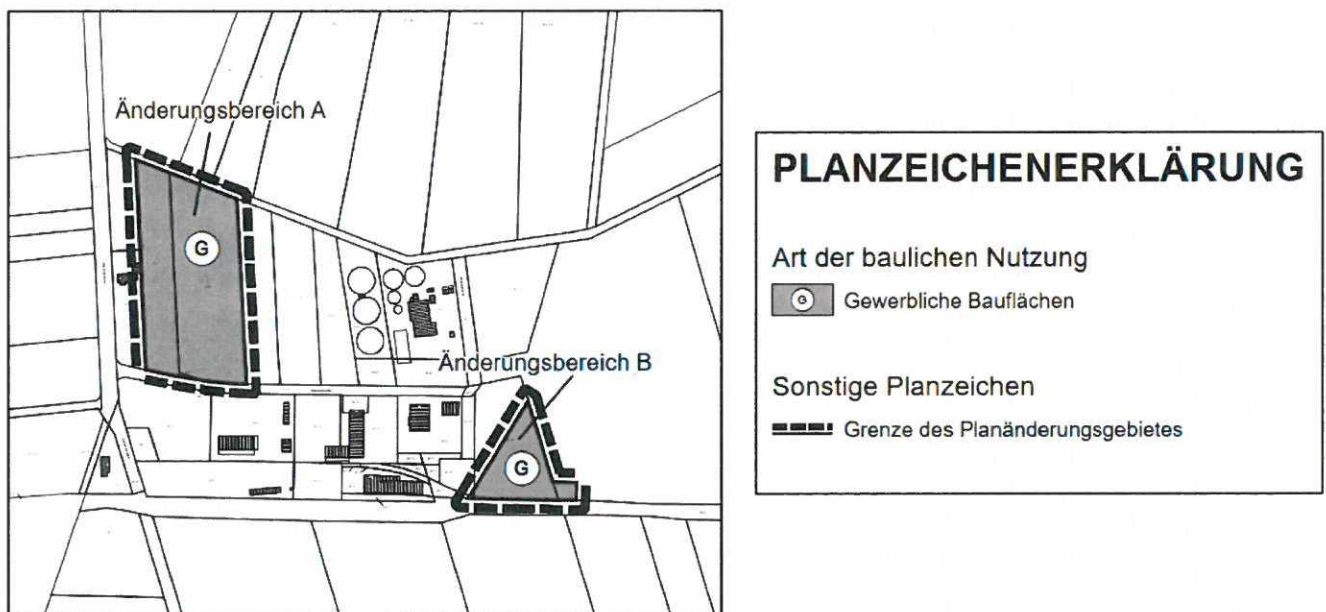 Änderungsbereich A
G
Änderungsbereich B
G
PLANZEICHENERKLÄRUNG
Art der baulichen Nutzung
G Gewerbliche Bauflächen
Sonstige Planzeichen
Grenze des Planänderungsgebietes